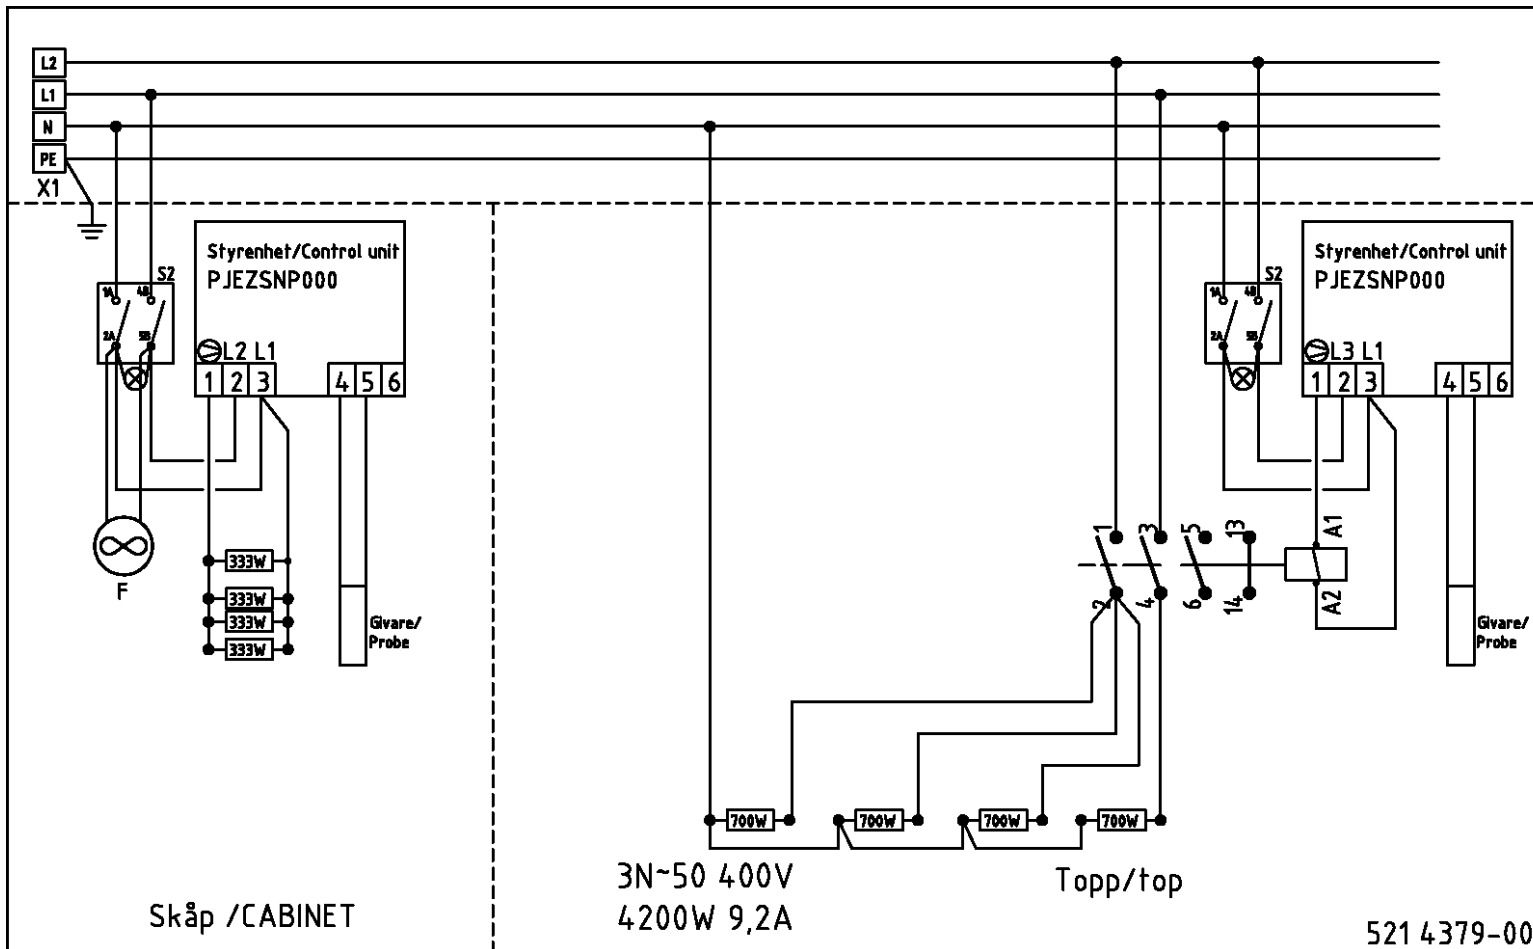 L2
L1
N
PE
X1
Styrenhet/Control unit
PJEZSNP000
S2
1A 4B
2A 5B
L2 L1
1 2 3 4 5 6
F
333W
333W
333W
333W
Givare/
Probe
Skåp /CABINET
Styrenhet/Control unit
PJEZSNP000
S2
1A 4B
2A 5B
L3 L1
1 2 3 4 5 6
1 3 5 13 A1
2 4 6 14 A2
Givare/
Probe
700W 700W 700W 700W
3N~50 400V
4200W 9,2A
Topp/top
521 4379-00